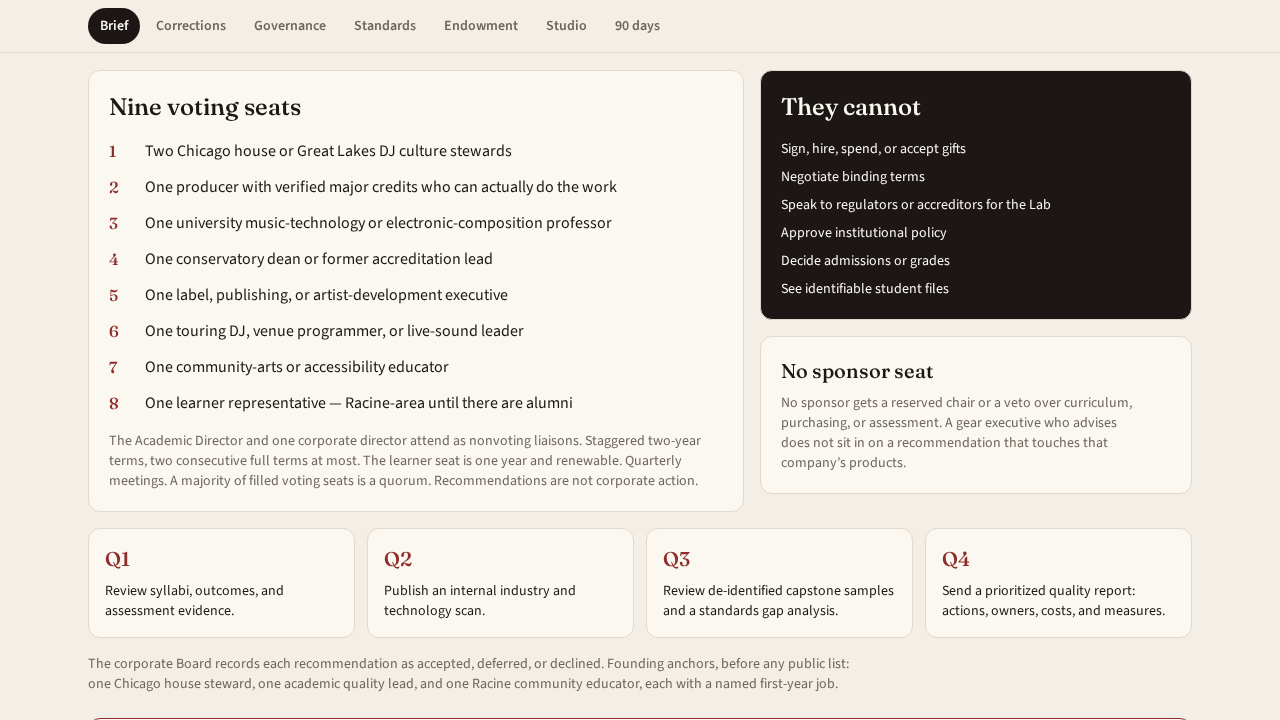 Brief Corrections Governance Standards Endowment Studio 90 days
Nine voting seats
1 Two Chicago house or Great Lakes DJ culture stewards
2 One producer with verified major credits who can actually do the work
3 One university music-technology or electronic-composition professor
4 One conservatory dean or former accreditation lead
5 One label, publishing, or artist-development executive
6 One touring DJ, venue programmer, or live-sound leader
7 One community-arts or accessibility educator
8 One learner representative — Racine-area until there are alumni
The Academic Director and one corporate director attend as nonvoting liaisons. Staggered two-year
terms, two consecutive full terms at most. The learner seat is one year and renewable. Quarterly
meetings. A majority of filled voting seats is a quorum. Recommendations are not corporate action.
They cannot
Sign, hire, spend, or accept gifts
Negotiate binding terms
Speak to regulators or accreditors for the Lab
Approve institutional policy
Decide admissions or grades
See identifiable student files
No sponsor seat
No sponsor gets a reserved chair or a veto over curriculum,
purchasing, or assessment. A gear executive who advises
does not sit in on a recommendation that touches that
company’s products.
Q1
Review syllabi, outcomes, and
assessment evidence.
Q2
Publish an internal industry and
technology scan.
Q3
Review de-identified capstone samples
and a standards gap analysis.
Q4
Send a prioritized quality report:
actions, owners, costs, and measures.
The corporate Board records each recommendation as accepted, deferred, or declined. Founding anchors, before any public list:
one Chicago house steward, one academic quality lead, and one Racine community educator, each with a named first-year job.